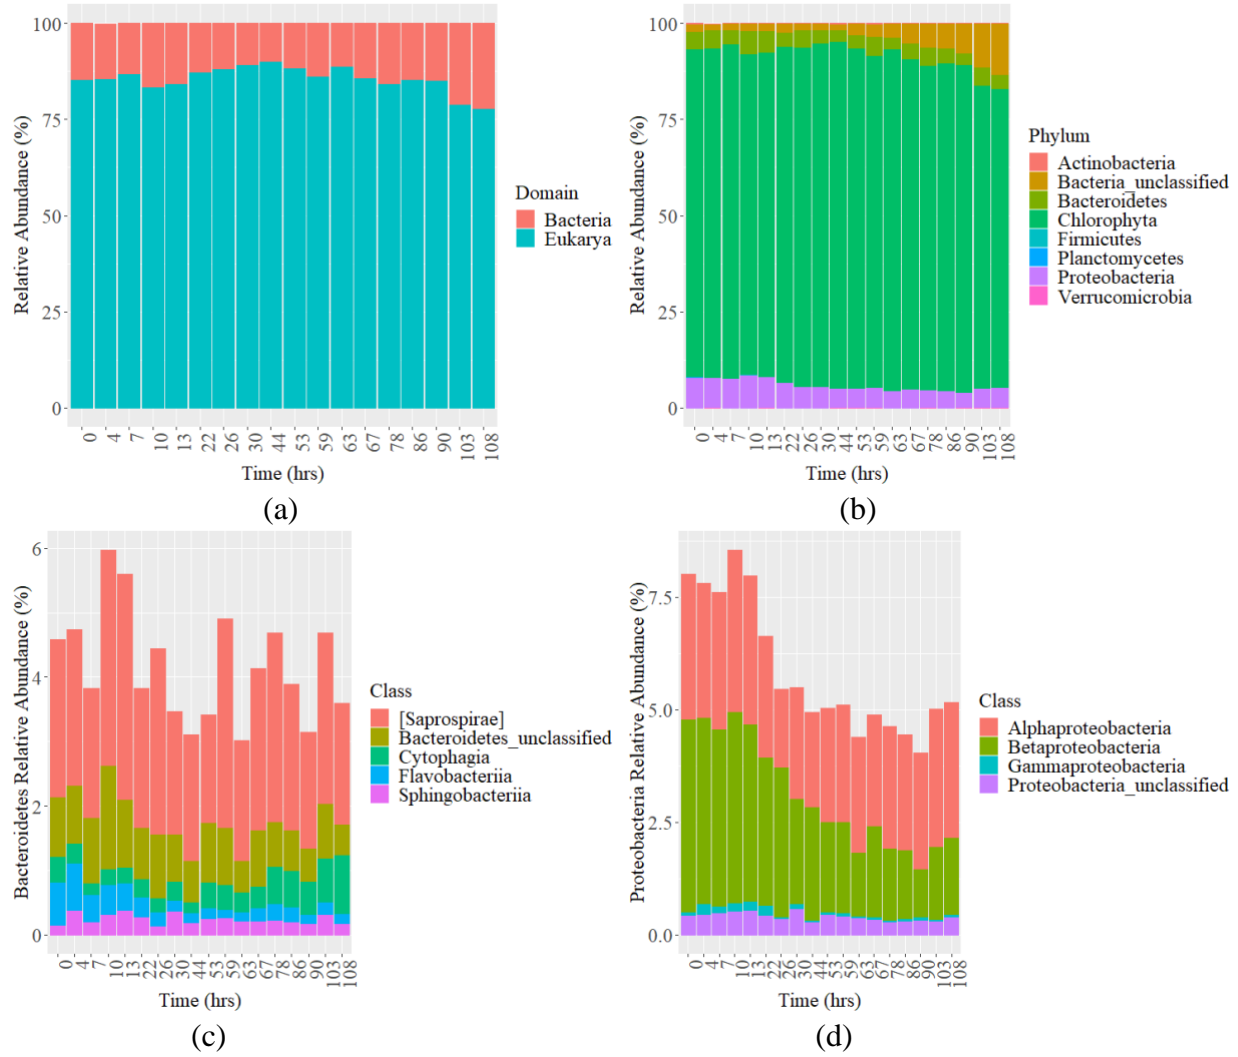 100
75
50
25
0
Relative Abundance (%)
0 4 7 10 13 22 26 30 44 53 59 63 67 78 86 90 103 108
Time (hrs)
Domain
Bacteria
Eukarya
(a)
100
75
50
25
0
Relative Abundance (%)
0 4 7 10 13 22 26 30 44 53 59 63 67 78 86 90 103 108
Time (hrs)
Phylum
Actinobacteria
Bacteria_unclassified
Bacteroidetes
Chlorophyta
Firmicutes
Planctomycetes
Proteobacteria
Verrucomicrobia
(b)
6
4
2
0
Bacteroidetes Relative Abundance (%)
0 4 7 10 13 22 26 30 44 53 59 63 67 78 86 90 103 108
Time (hrs)
Class
[Saprospirae]
Bacteroidetes_unclassified
Cytophagia
Flavobacteriia
Sphingobacteriia
(c)
7.5
5.0
2.5
0.0
Proteobacteria Relative Abundance (%)
0 4 7 10 13 22 26 30 44 53 59 63 67 78 86 90 103 108
Time (hrs)
Class
Alphaproteobacteria
Betaproteobacteria
Gammaproteobacteria
Proteobacteria_unclassified
(d)